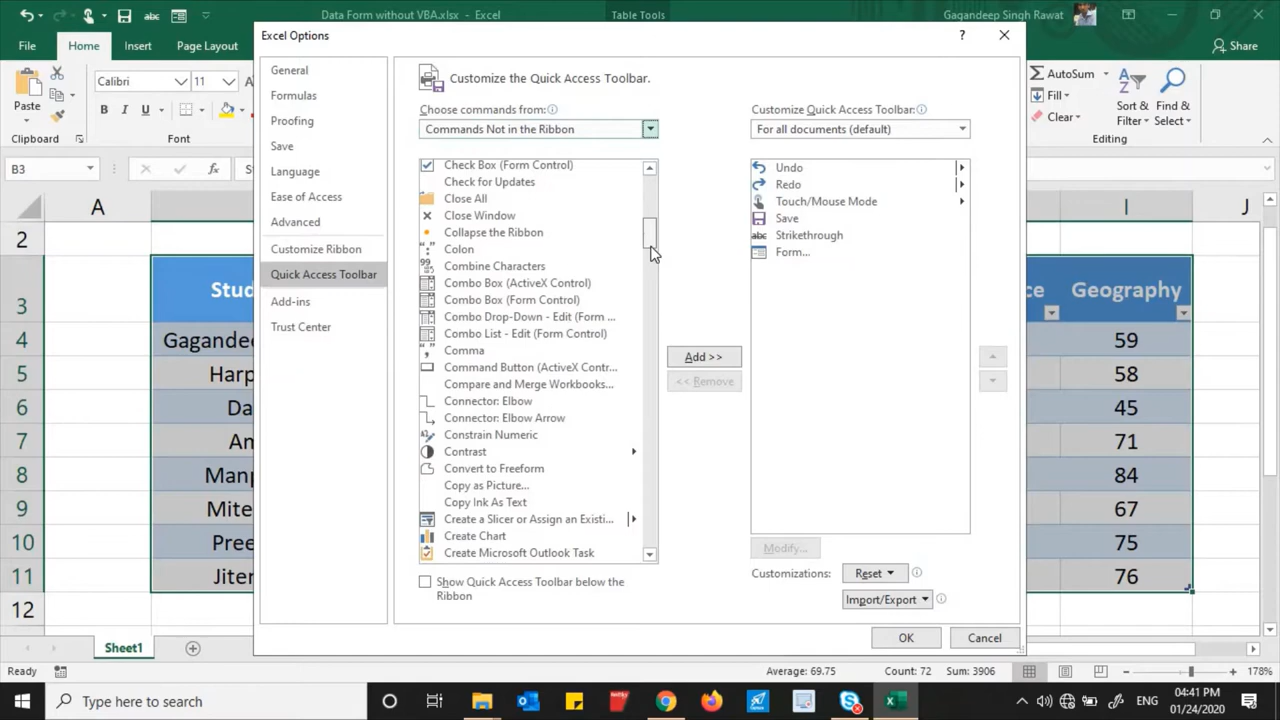 Data Form without VBA.xlsx - Excel
Table Tools
Gagandeep Singh Rawat
File
Home
Insert
Page Layout
Share
Excel Options
?
General
Formulas
Proofing
Save
Language
Ease of Access
Advanced
Customize Ribbon
Quick Access Toolbar
Add-ins
Trust Center
Customize the Quick Access Toolbar.
Choose commands from:
Commands Not in the Ribbon
Check Box (Form Control)
Check for Updates
Close All
Close Window
Collapse the Ribbon
Colon
Combine Characters
Combo Box (ActiveX Control)
Combo Box (Form Control)
Combo Drop-Down - Edit (Form ...
Combo List - Edit (Form Control)
Comma
Command Button (ActiveX Contr...
Compare and Merge Workbooks...
Connector: Elbow
Connector: Elbow Arrow
Constrain Numeric
Contrast
Convert to Freeform
Copy as Picture...
Copy Ink As Text
Create a Slicer or Assign an Existi...
Create Chart
Create Microsoft Outlook Task
Show Quick Access Toolbar below the
Ribbon
Add >>
<< Remove
Customize Quick Access Toolbar:
For all documents (default)
Undo
Redo
Touch/Mouse Mode
Save
abc Strikethrough
Form...
Modify...
Customizations:
Reset
Import/Export
OK
Cancel
Paste
Clipboard
Calibri
11
B I U
Font
AutoSum
Fill
Clear
Sort &
Filter
Find &
Select
Editing
B3
fx
A
I
J
2
3
Geography
4
59
5
58
6
45
7
71
8
84
9
67
10
75
11
76
12
Sheet1
Ready
Average: 69.75
Count: 72
Sum: 3906
178%
Type here to search
ENG
04:41 PM
01/24/2020